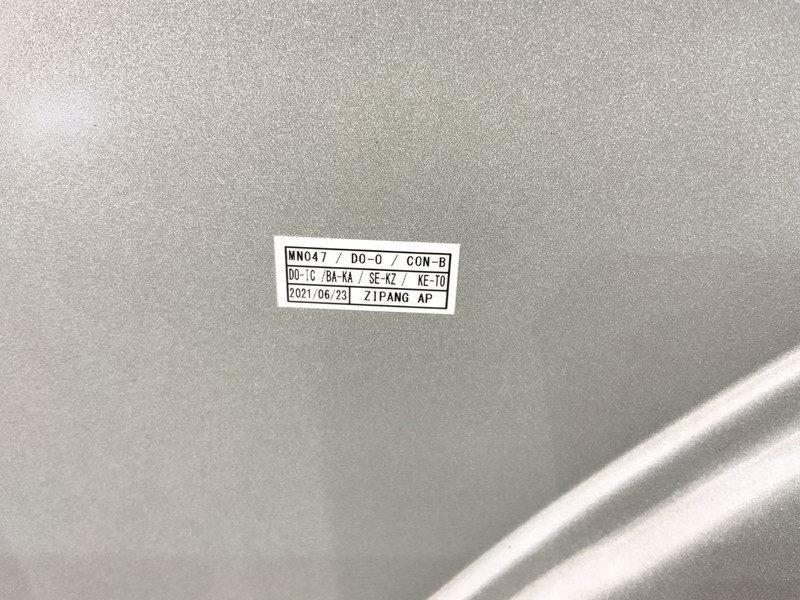 MN047 / DO-O / CON-B
DO-IC /BA-KA / SE-KZ / KE-TO
2021/06/23 ZIPANG AP